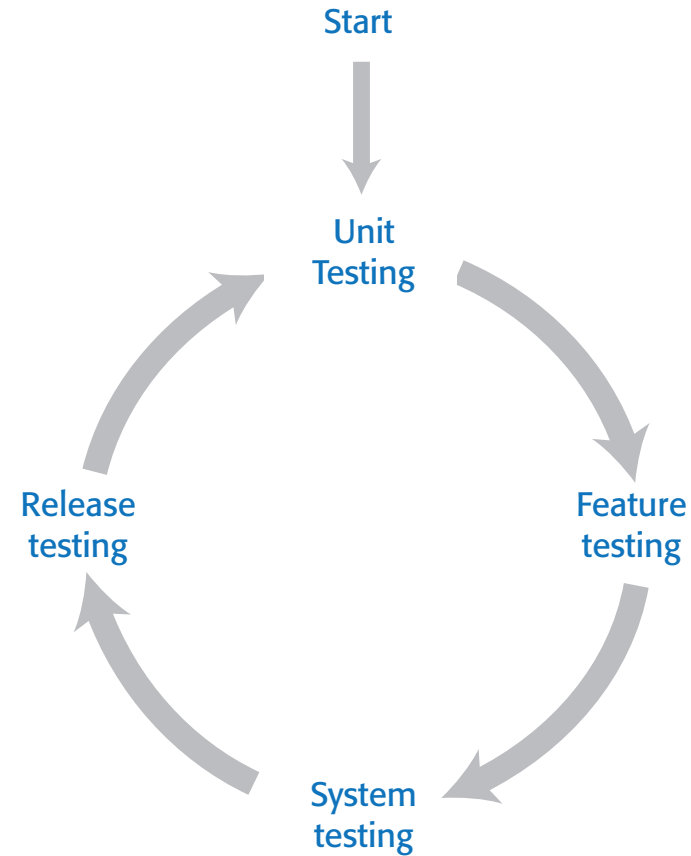 Start
Unit
Testing
Feature
testing
System
testing
Release
testing